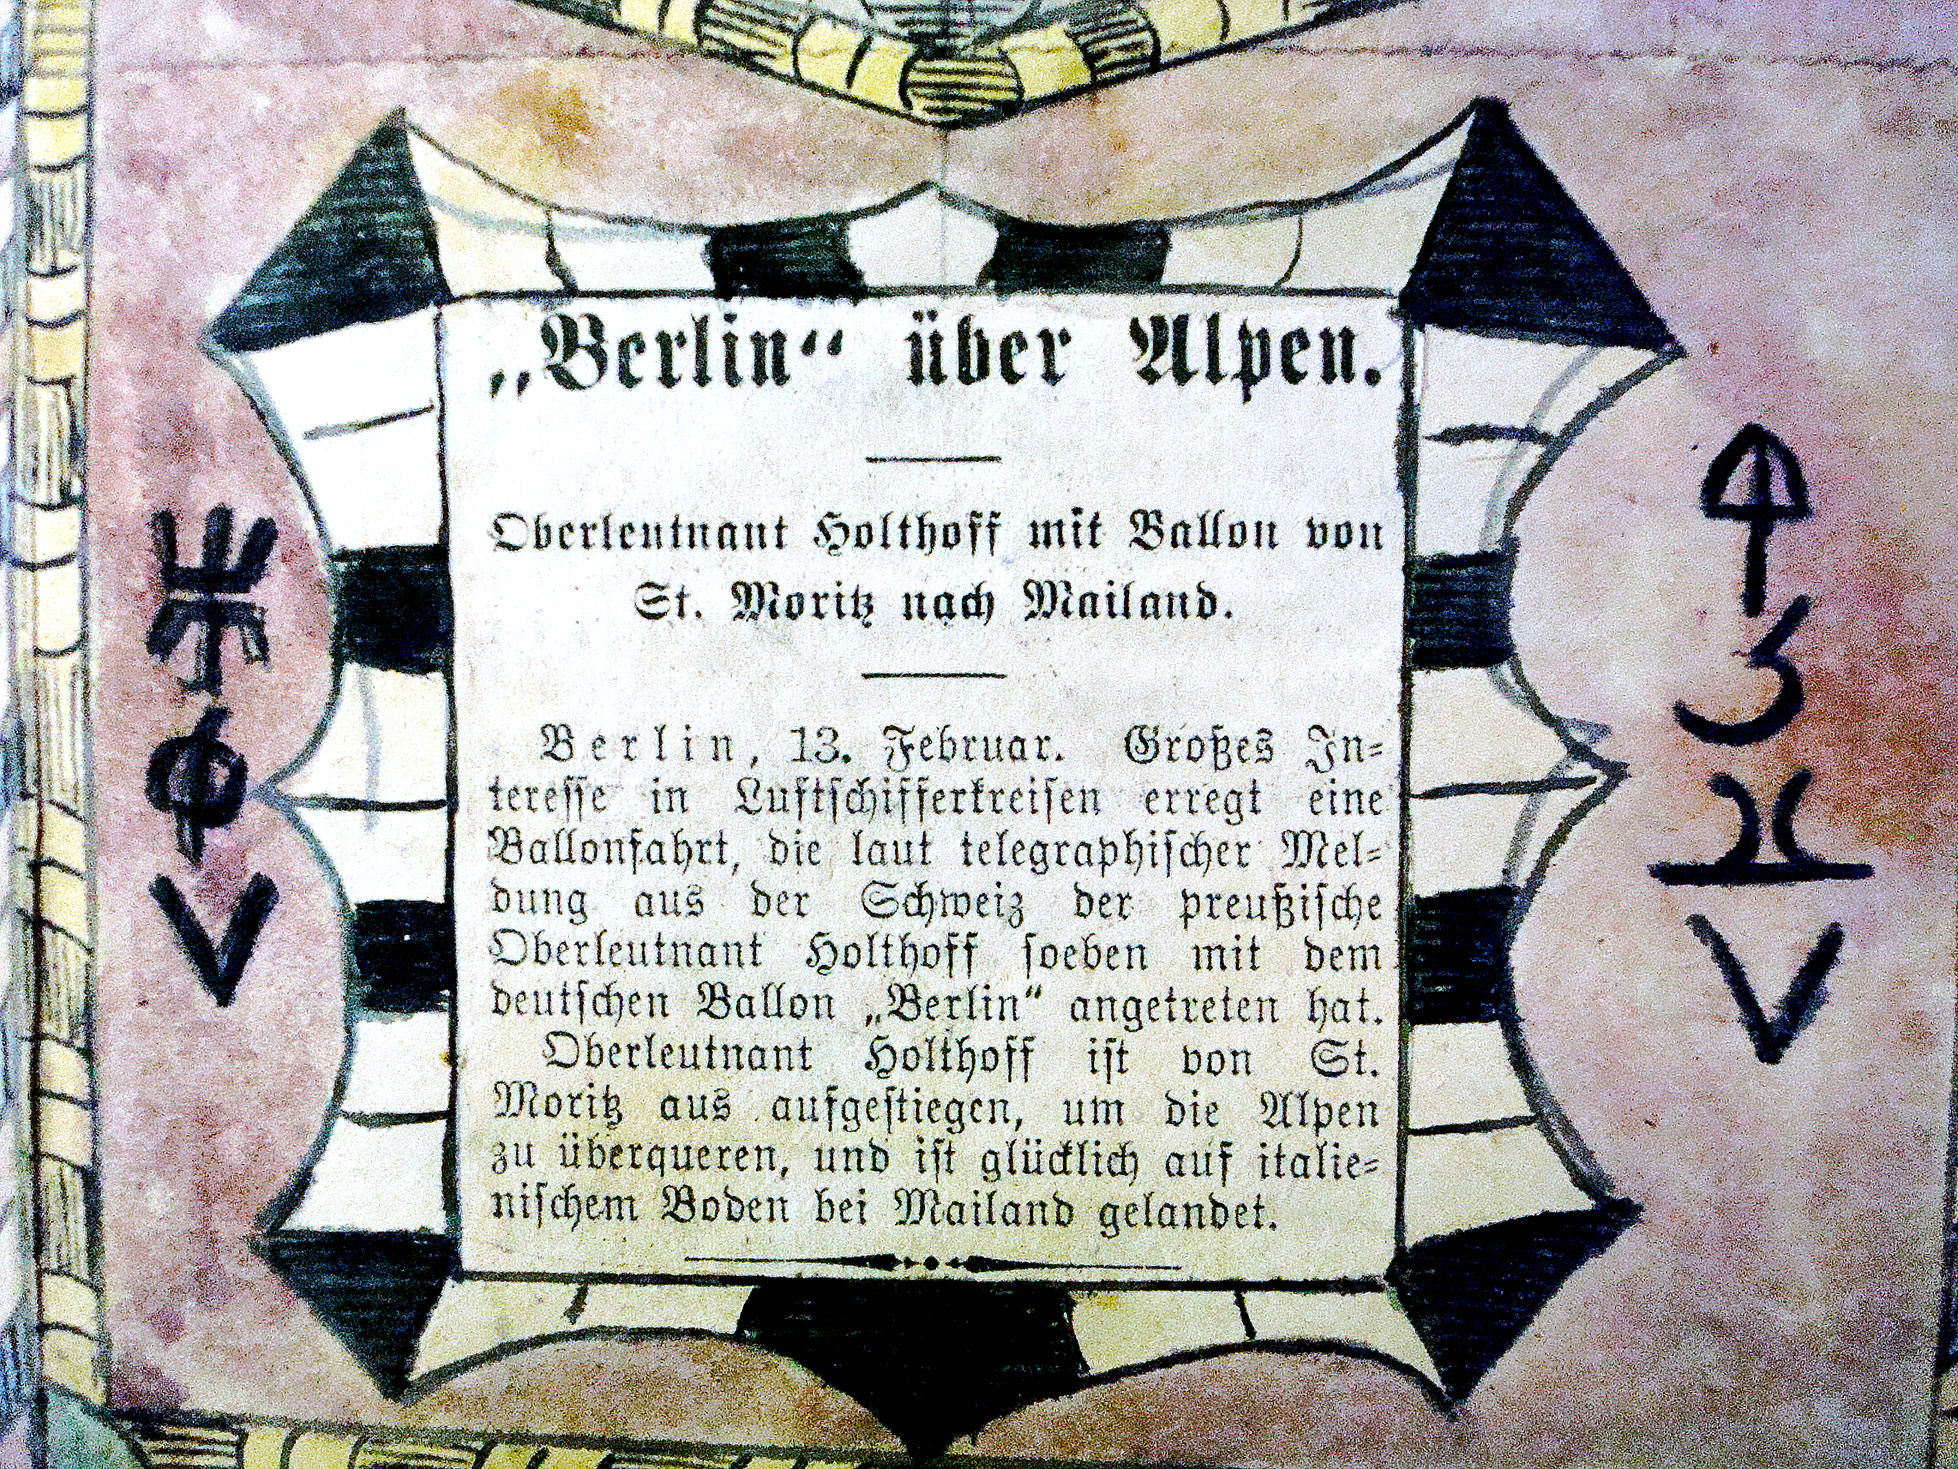 „Berlin“ über Alpen.
Oberleutnant Holthoff mit Ballon von
St. Moritz nach Mailand.
Berlin, 13. Februar. Großes In-
teresse in Luftschifferkreisen erregt eine
Ballonfahrt, die laut telegraphischer Mel-
dung aus der Schweiz der preußische
Oberleutnant Holthoff soeben mit dem
deutschen Ballon „Berlin“ angetreten hat.
Oberleutnant Holthoff ist von St.
Moritz aus aufgestiegen, um die Alpen
zu überqueren, und ist glücklich auf italie-
nischem Boden bei Mailand gelandet.